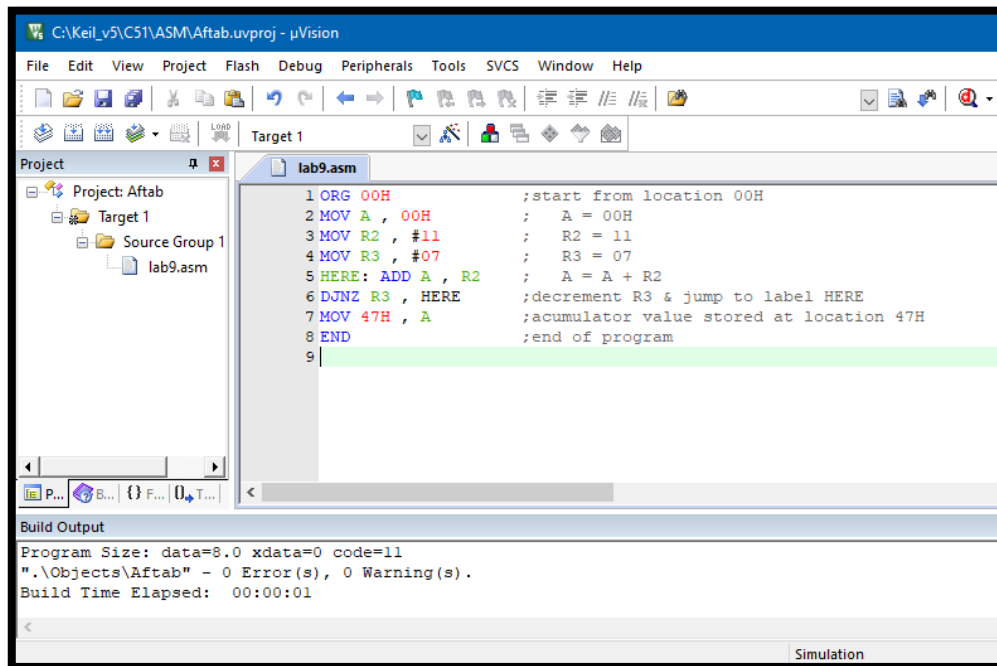 C:\Keil_v5\C51\ASM\Aftab.uvproj - µVision
File Edit View Project Flash Debug Peripherals Tools SVCS Window Help
LOAD
Target 1
Project
lab9.asm
Project: Aftab
Target 1
Source Group 1
lab9.asm
1 ORG 00H ;start from location 00H
2 MOV A , 00H ; A = 00H
3 MOV R2 , #11 ; R2 = 11
4 MOV R3 , #07 ; R3 = 07
5 HERE: ADD A , R2 ; A = A + R2
6 DJNZ R3 , HERE ;decrement R3 & jump to label HERE
7 MOV 47H , A ;acumulator value stored at location 47H
8 END ;end of program
9
P... B... {} F... 0 T...
Build Output
Program Size: data=8.0 xdata=0 code=11
".\Objects\Aftab" - 0 Error(s), 0 Warning(s).
Build Time Elapsed: 00:00:01
Simulation